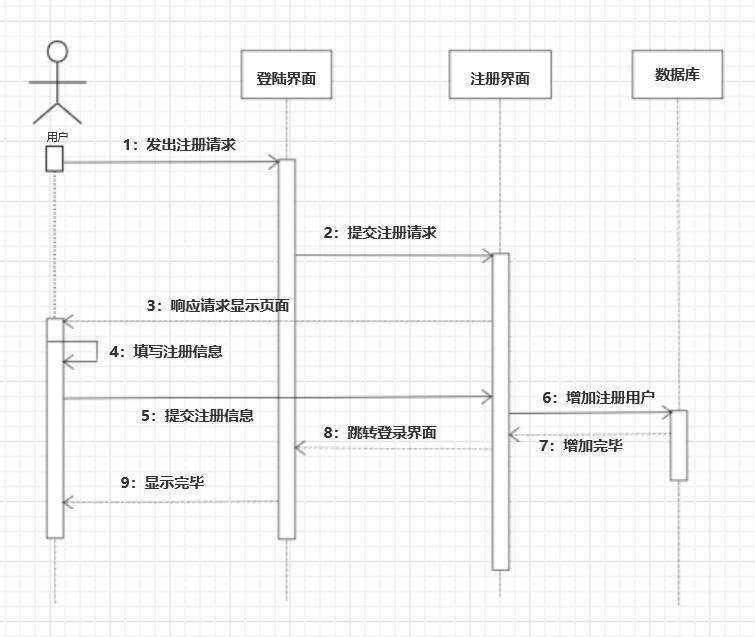 登陆界面
注册界面
数据库
用户
1：发出注册请求
2：提交注册请求
3：响应请求显示页面
4：填写注册信息
5：提交注册信息
6：增加注册用户
7：增加完毕
8：跳转登录界面
9：显示完毕